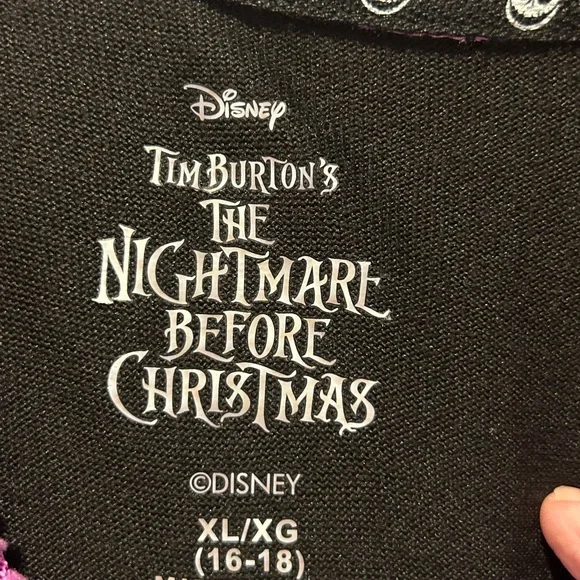 Disney
Tim Burton's
The
Nightmare
Before
Christmas
©DISNEY
XL/XG
(16-18)